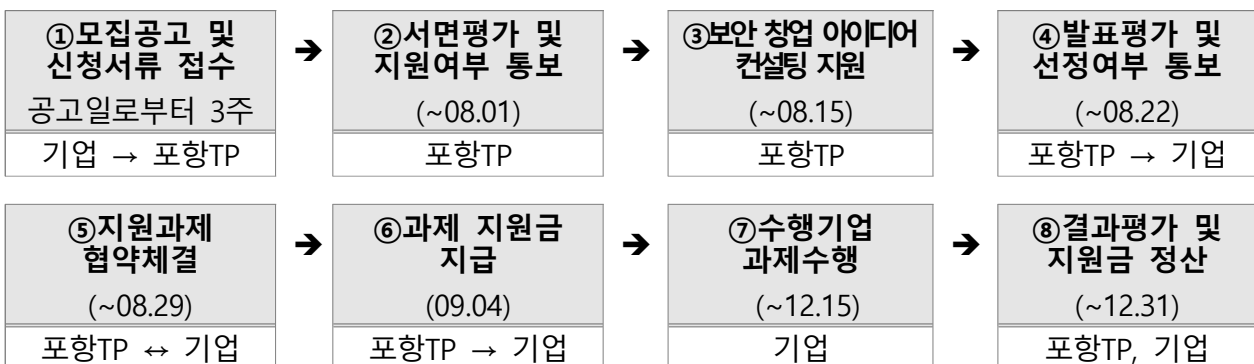 ①모집공고 및
신청서류 접수
공고일로부터 3주
기업 → 포항TP
➔
②서면평가 및
지원여부 통보
(~08.01)
포항TP
➔
③보안 창업 아이디어
컨설팅 지원
(~08.15)
포항TP
➔
④발표평가 및
선정여부 통보
(~08.22)
포항TP → 기업
⑤지원과제
협약체결
(~08.29)
포항TP ↔ 기업
➔
⑥과제 지원금
지급
(09.04)
포항TP → 기업
➔
⑦수행기업
과제수행
(~12.15)
기업
➔
⑧결과평가 및
지원금 정산
(~12.31)
포항TP, 기업